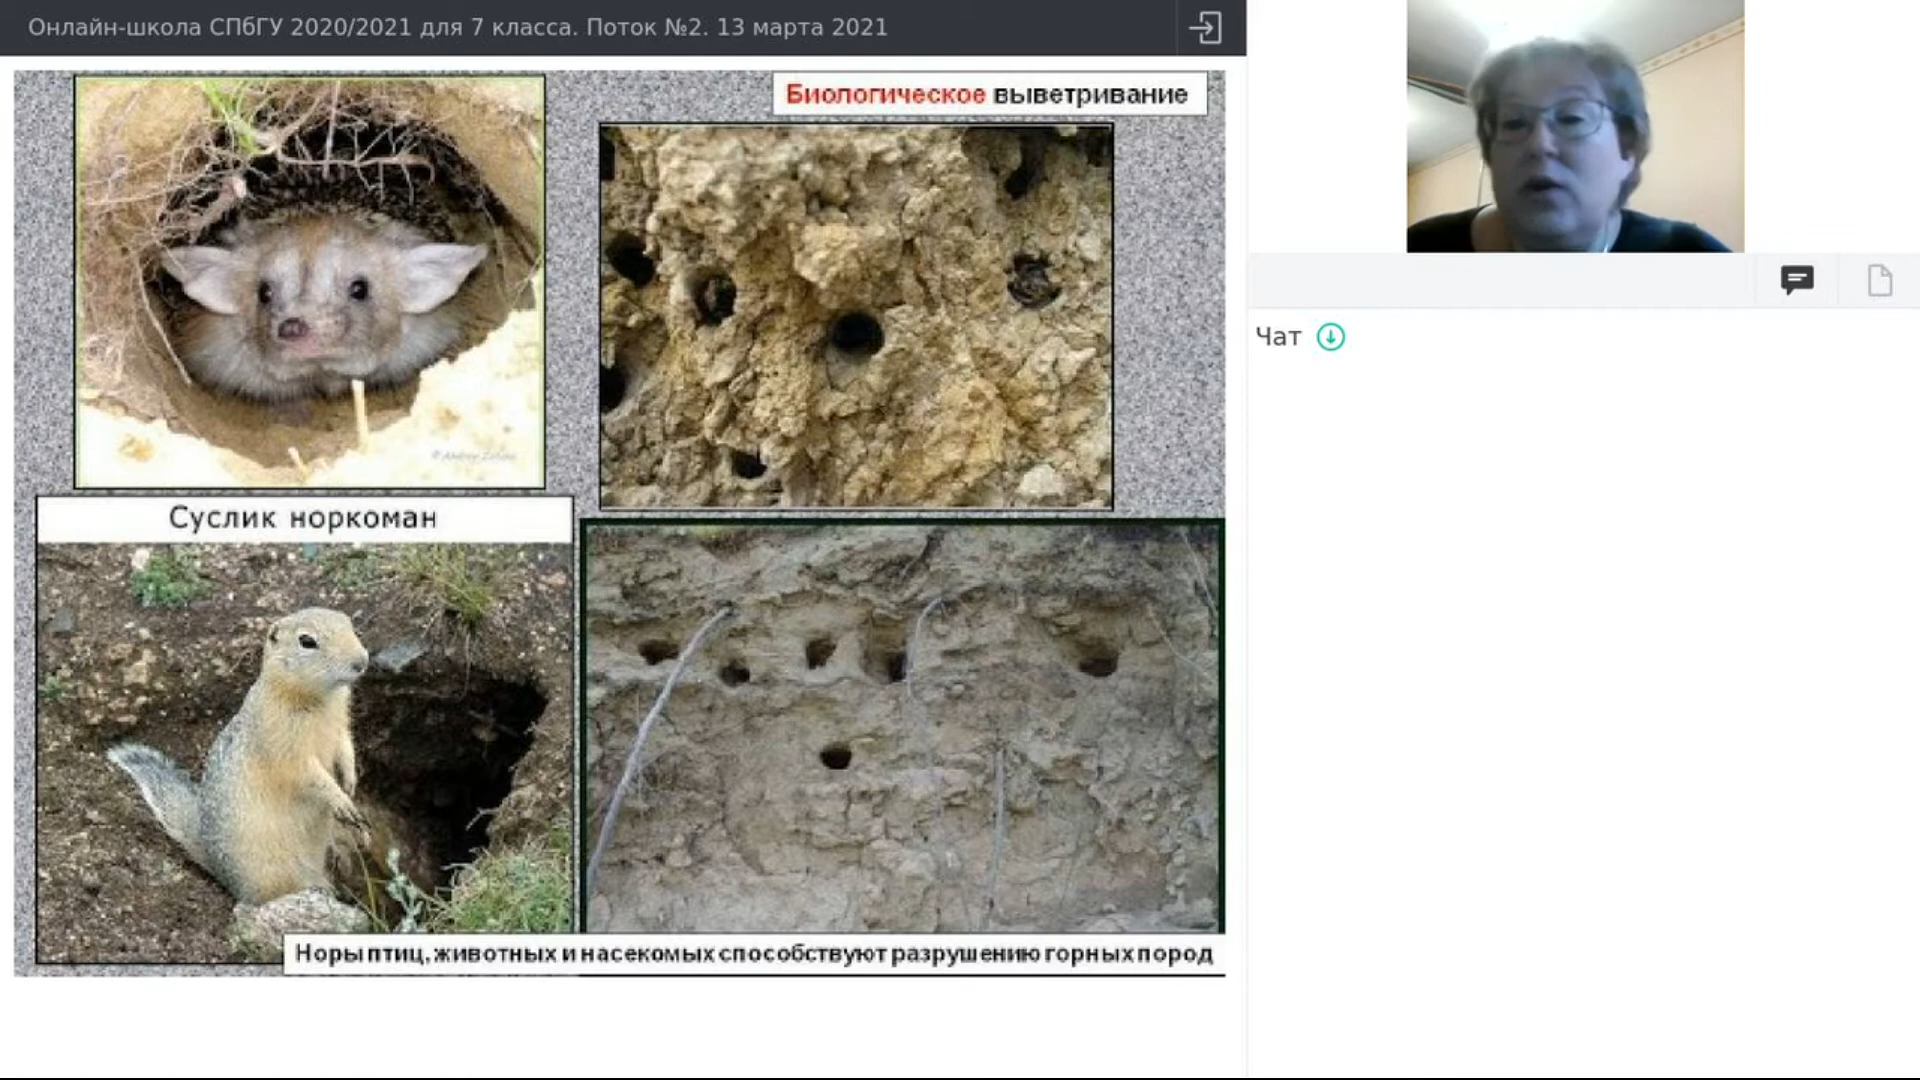 Онлайн-школа СПбГУ 2020/2021 для 7 класса. Поток №2. 13 марта 2021
Биологическое выветривание
Суслик норкоман
Норы птиц, животных и насекомых способствуют разрушению горных пород
Чат